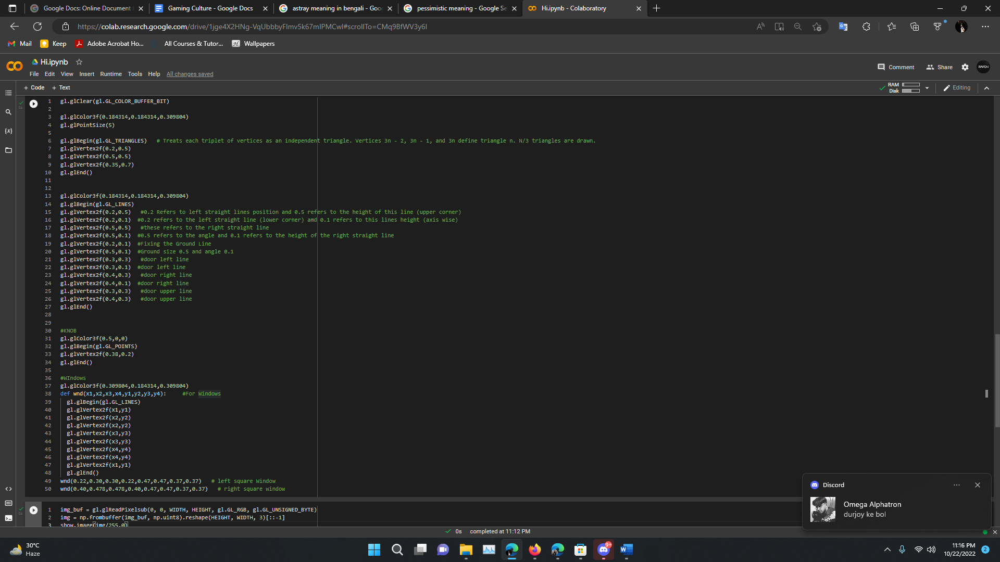 Google Docs: Online Document
Gaming Culture - Google Docs
astray meaning in bengali - Goo
pessimistic meaning - Google Se
Hi.ipynb - Colaboratory
https://colab.research.google.com/drive/1jge4X2HNg-VqUbbbyFlmv5k67mIPMCwl#scrollTo=CMq9BfWV3y6I
Mail
Keep
Adobe Acrobat Ho...
All Courses & Tutor...
Wallpapers
Hi.ipynb
File Edit View Insert Runtime Tools Help All changes saved
Comment
Share
RAVEN
+ Code + Text
RAM
Disk
Editing
1 gl.glClear(gl.GL_COLOR_BUFFER_BIT)
2
3 gl.glColor3f(0.184314,0.184314,0.309804)
4 gl.glPointSize(5)
5
6 gl.glBegin(gl.GL_TRIANGLES) # Treats each triplet of vertices as an independent triangle. Vertices 3n - 2, 3n - 1, and 3n define triangle n. N/3 triangles are drawn.
7 gl.glVertex2f(0.2,0.5)
8 gl.glVertex2f(0.5,0.5)
9 gl.glVertex2f(0.35,0.7)
10 gl.glEnd()
11
12
13 gl.glColor3f(0.184314,0.184314,0.309804)
14 gl.glBegin(gl.GL_LINES)
15 gl.glVertex2f(0.2,0.5) #0.2 Refers to left straight lines position and 0.5 refers to the height of this line (upper corner)
16 gl.glVertex2f(0.2,0.1) #0.2 refers to the left straight line (lower corner) amd 0.1 refers to this lines height (axis wise)
17 gl.glVertex2f(0.5,0.5) #these refers to the right straight line
18 gl.glVertex2f(0.5,0.1) #0.5 refers to the angle and 0.1 refers to the height of the right straight line
19 gl.glVertex2f(0.2,0.1) #Fixing the Ground Line
20 gl.glVertex2f(0.5,0.1) #Ground size 0.5 and angle 0.1
21 gl.glVertex2f(0.3,0.3) #door left line
22 gl.glVertex2f(0.3,0.1) #door left line
23 gl.glVertex2f(0.4,0.3) #door right line
24 gl.glVertex2f(0.4,0.1) #door right line
25 gl.glVertex2f(0.3,0.3) #door upper line
26 gl.glVertex2f(0.4,0.3) #door upper line
27 gl.glEnd()
28
29
30 #KNOB
31 gl.glColor3f(0.5,0,0)
32 gl.glBegin(gl.GL_POINTS)
33 gl.glVertex2f(0.38,0.2)
34 gl.glEnd()
35
36 #WIndows
37 gl.glColor3f(0.309804,0.184314,0.309804)
38 def wnd(x1,x2,x3,x4,y1,y2,y3,y4): #For Windows
39 gl.glBegin(gl.GL_LINES)
40 gl.glVertex2f(x1,y1)
41 gl.glVertex2f(x2,y2)
42 gl.glVertex2f(x2,y2)
43 gl.glVertex2f(x3,y3)
44 gl.glVertex2f(x3,y3)
45 gl.glVertex2f(x4,y4)
46 gl.glVertex2f(x4,y4)
47 gl.glVertex2f(x1,y1)
48 gl.glEnd()
49 wnd(0.22,0.30,0.30,0.22,0.47,0.47,0.37,0.37) # left square Window
50 wnd(0.40,0.478,0.478,0.40,0.47,0.47,0.37,0.37) # right square window
1 img_buf = gl.glReadPixelsub(0, 0, WIDTH, HEIGHT, gl.GL_RGB, gl.GL_UNSIGNED_BYTE)
2 img = np.frombuffer(img_buf, np.uint8).reshape(HEIGHT, WIDTH, 3)[::-1]
3 show.image(img/255.0)
Discord
Omega Alphatron
durjoy ke bol
0s completed at 11:12 PM
30°C
Haze
9+
11:16 PM
10/22/2022
2